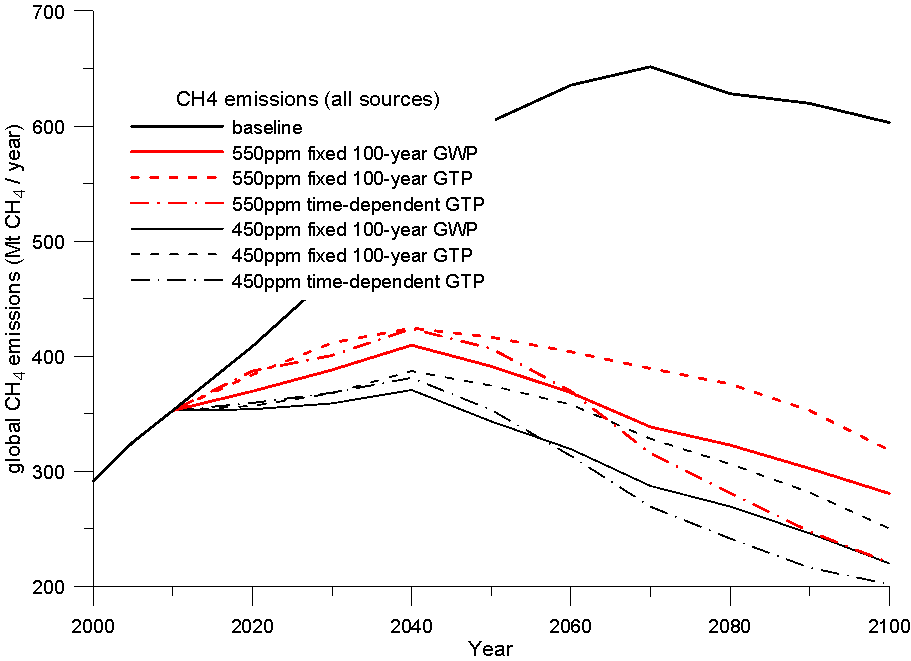 700
600
500
400
300
200
global CH4 emissions (Mt CH4 / year)
CH4 emissions (all sources)
baseline
550ppm fixed 100-year GWP
550ppm fixed 100-year GTP
550ppm time-dependent GTP
450ppm fixed 100-year GWP
450ppm fixed 100-year GTP
450ppm time-dependent GTP
2000 2020 2040 2060 2080 2100
Year